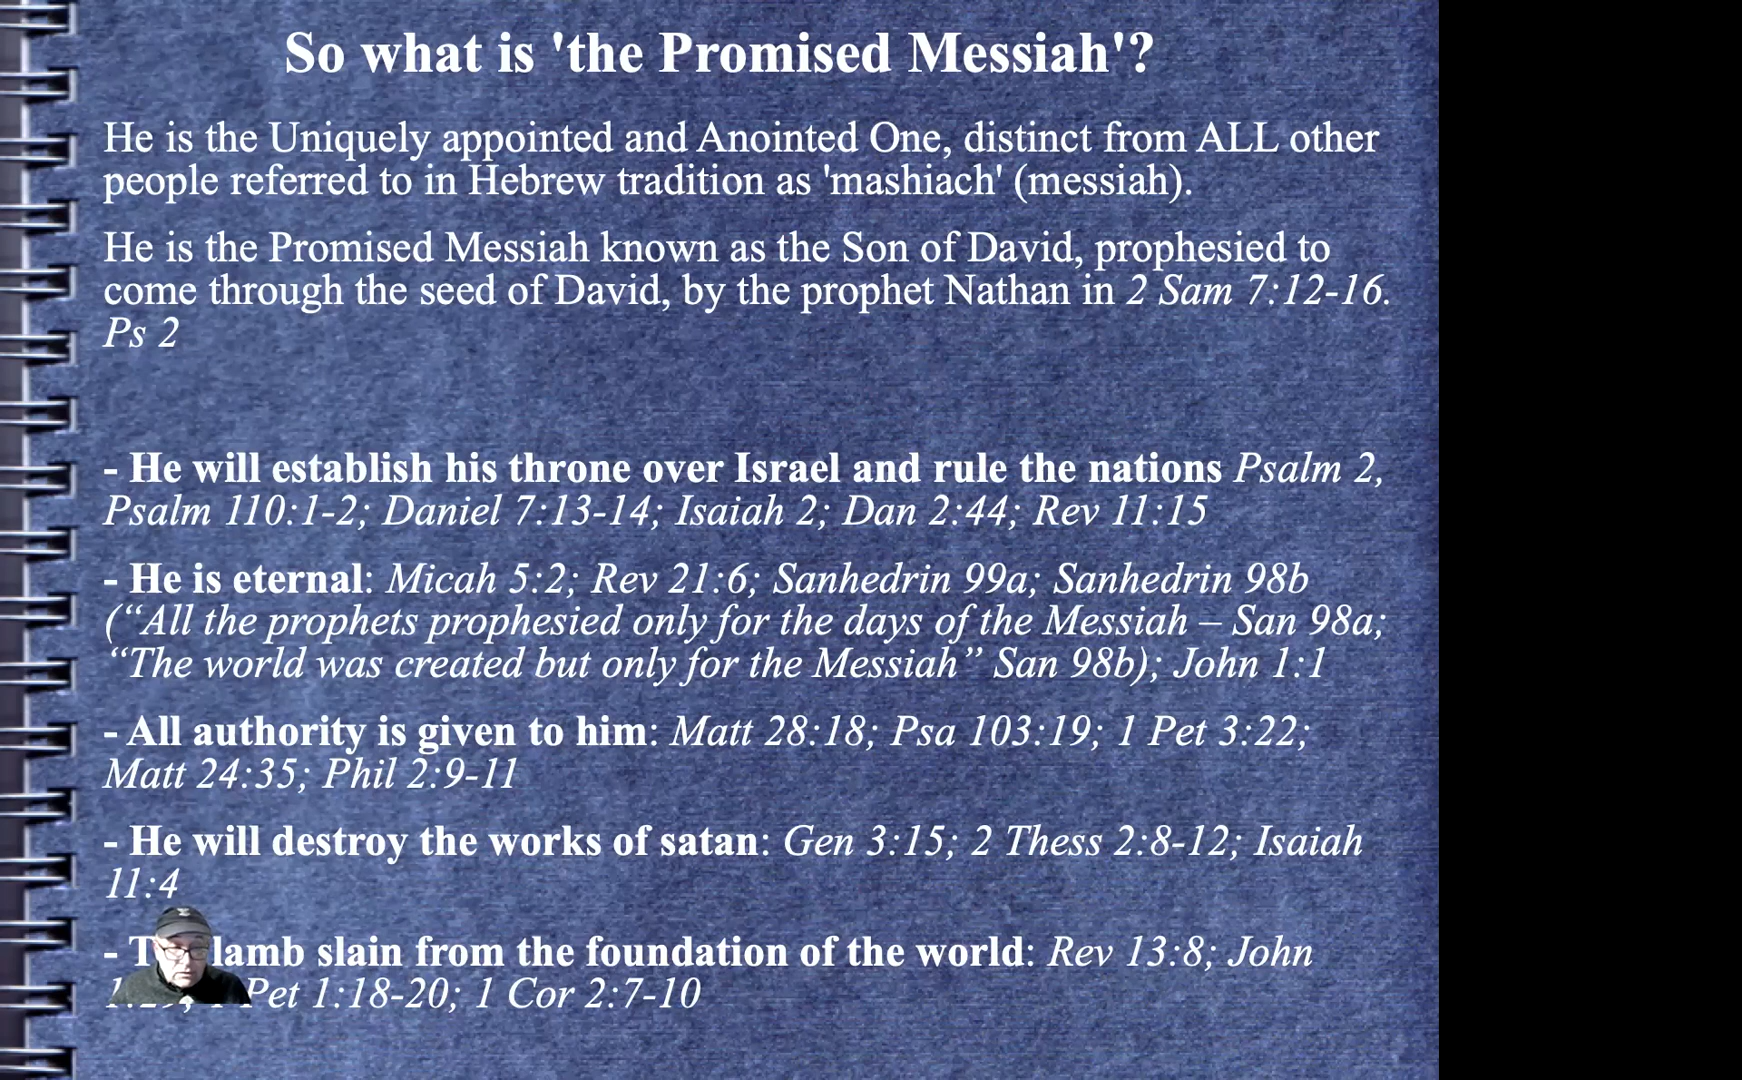 So what is 'the Promised Messiah'?
He is the Uniquely appointed and Anointed One, distinct from ALL other
people referred to in Hebrew tradition as 'mashiach' (messiah).
He is the Promised Messiah known as the Son of David, prophesied to
come through the seed of David, by the prophet Nathan in 2 Sam 7:12-16.
Ps 2
- He will establish his throne over Israel and rule the nations Psalm 2,
Psalm 110:1-2; Daniel 7:13-14; Isaiah 2; Dan 2:44; Rev 11:15
- He is eternal: Micah 5:2; Rev 21:6; Sanhedrin 99a; Sanhedrin 98b
(“All the prophets prophesied only for the days of the Messiah – San 98a;
“The world was created but only for the Messiah” San 98b); John 1:1
- All authority is given to him: Matt 28:18; Psa 103:19; 1 Pet 3:22;
Matt 24:35; Phil 2:9-11
- He will destroy the works of satan: Gen 3:15; 2 Thess 2:8-12; Isaiah
11:4
- lamb slain from the foundation of the world: Rev 13:8; John
Pet 1:18-20; 1 Cor 2:7-10